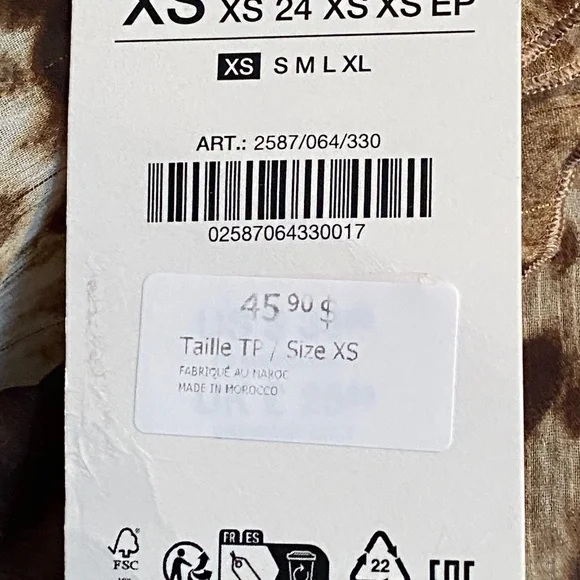 XS XS 24 XS XS EP
XS S M L XL
ART.: 2587/064/330
02587064330017
45 90 $
Taille TP / Size XS
FABRIQUÉ AU MAROC
MADE IN MOROCCO
FR ES
FSC
22
EAC